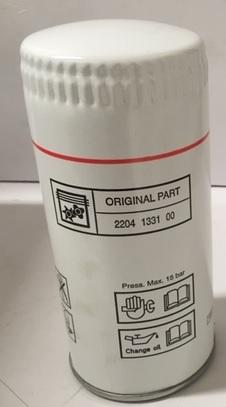 ORIGINAL PART
2204 1331 00
Press. Max. 15 bar
Change oil